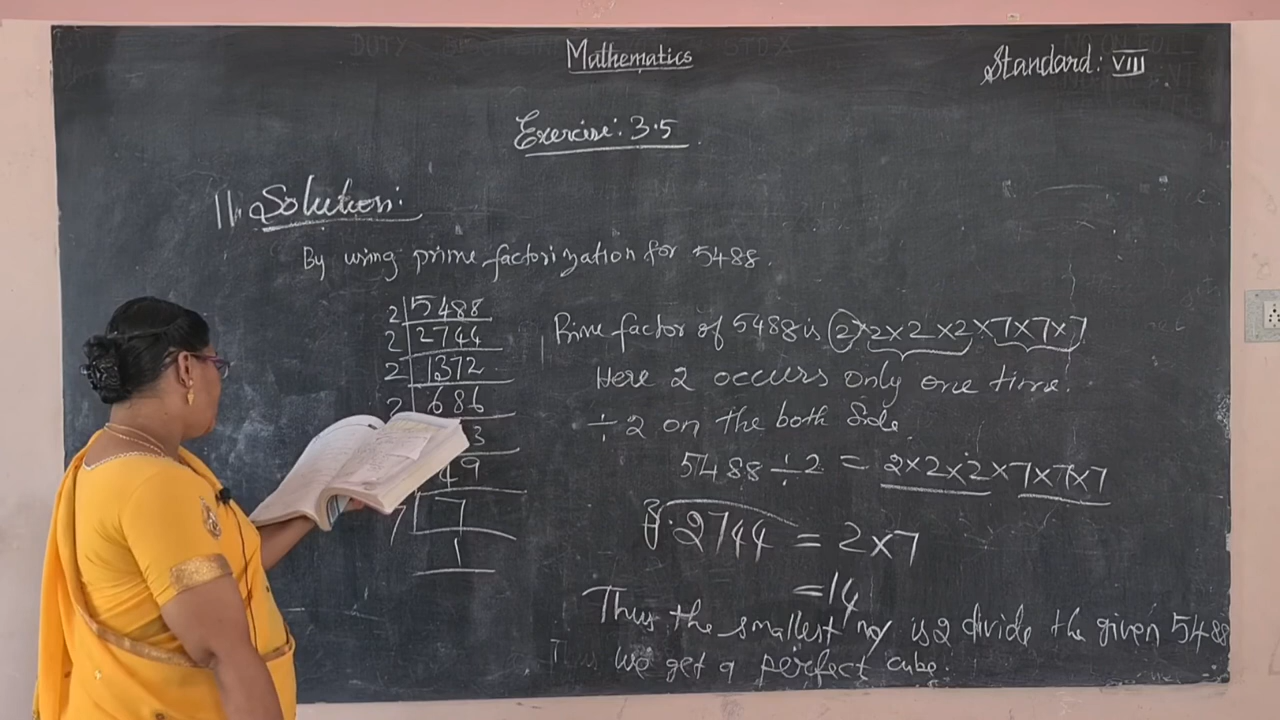 Mathematics
Standard: VIII
Exercise: 3.5
11. Solution:
By using prime factorization for 5488.
2 5488
2 2744
2 1372
2 686
3
49
7 7
1
Prime factor of 5488 is 2×2×2×2×7×7×7
Here 2 occurs only one time.
÷2 on the both side
5488÷2 = 2×2×2×7×7×7
∛2744 = 2×7
=14
Thus the smallest no is 2 divide the given 5488
we get a perfect cube.